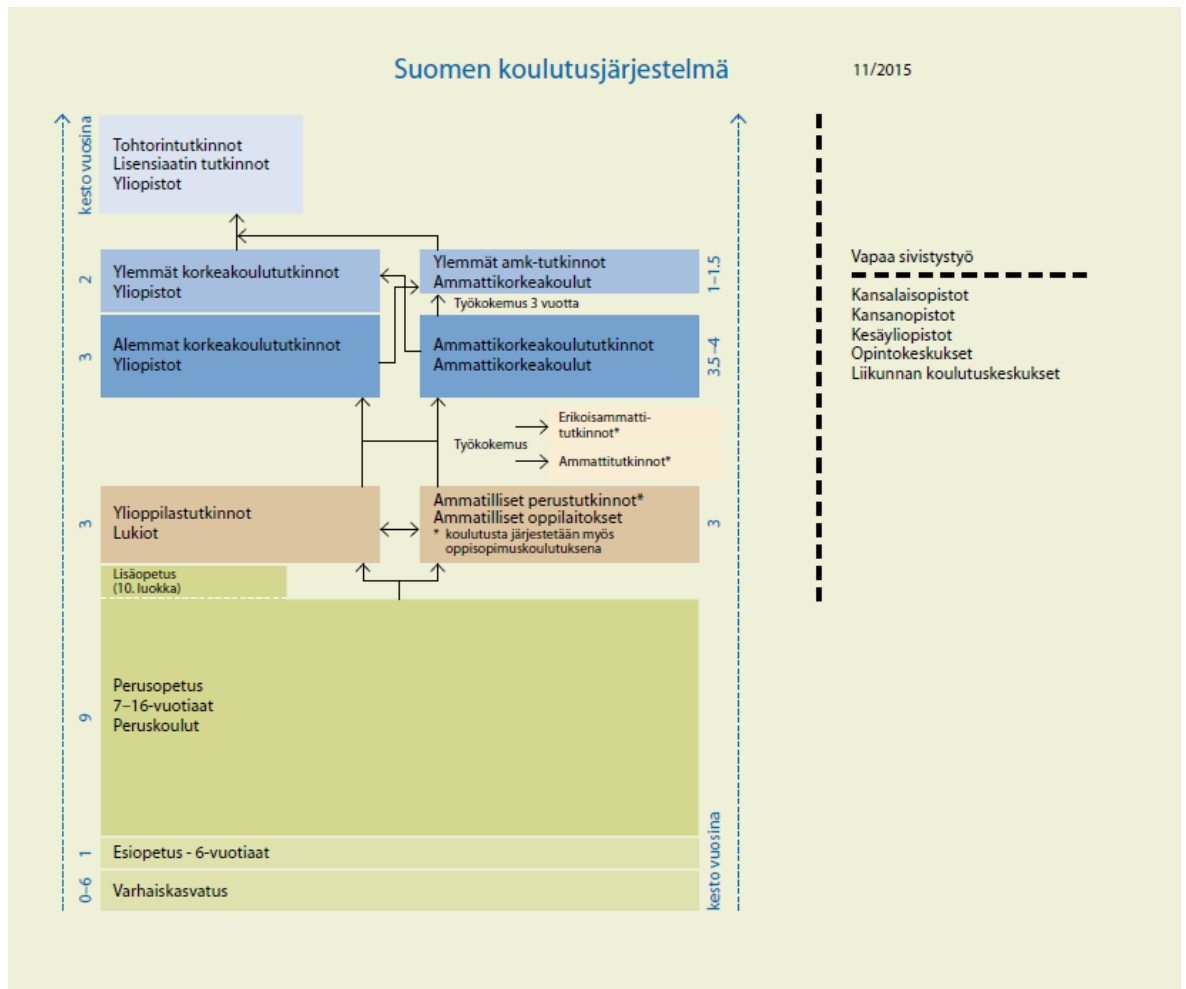 Suomen koulutusjärjestelmä
11/2015
kesto vuosina
Tohtorintutkinnot
Lisensiaatin tutkinnot
Yliopistot
2
Ylemmät korkeakoulututkinnot
Yliopistot
Ylemmät amk-tutkinnot
Ammattikorkeakoulut
1–1.5
Työkokemus 3 vuotta
3
Alemmat korkeakoulututkinnot
Yliopistot
Ammattikorkeakoulututkinnot
Ammattikorkeakoulut
3.5–4
Työkokemus
Erikoisammatti-
tutkinnot*
Ammattitutkinnot*
3
Ylioppilastutkinnot
Lukiot
Ammatilliset perustutkinnot*
Ammatilliset oppilaitokset
* koulutusta järjestetään myös
oppisopimuskoulutuksena
3
Lisäopetus
(10. luokka)
9
Perusopetus
7–16-vuotiaat
Peruskoulut
1
Esiopetus - 6-vuotiaat
0–6
Varhaiskasvatus
kesto vuosina
Vapaa sivistystyö
Kansalaisopistot
Kansanopistot
Kesäyliopistot
Opintokeskukset
Liikunnan koulutuskeskukset